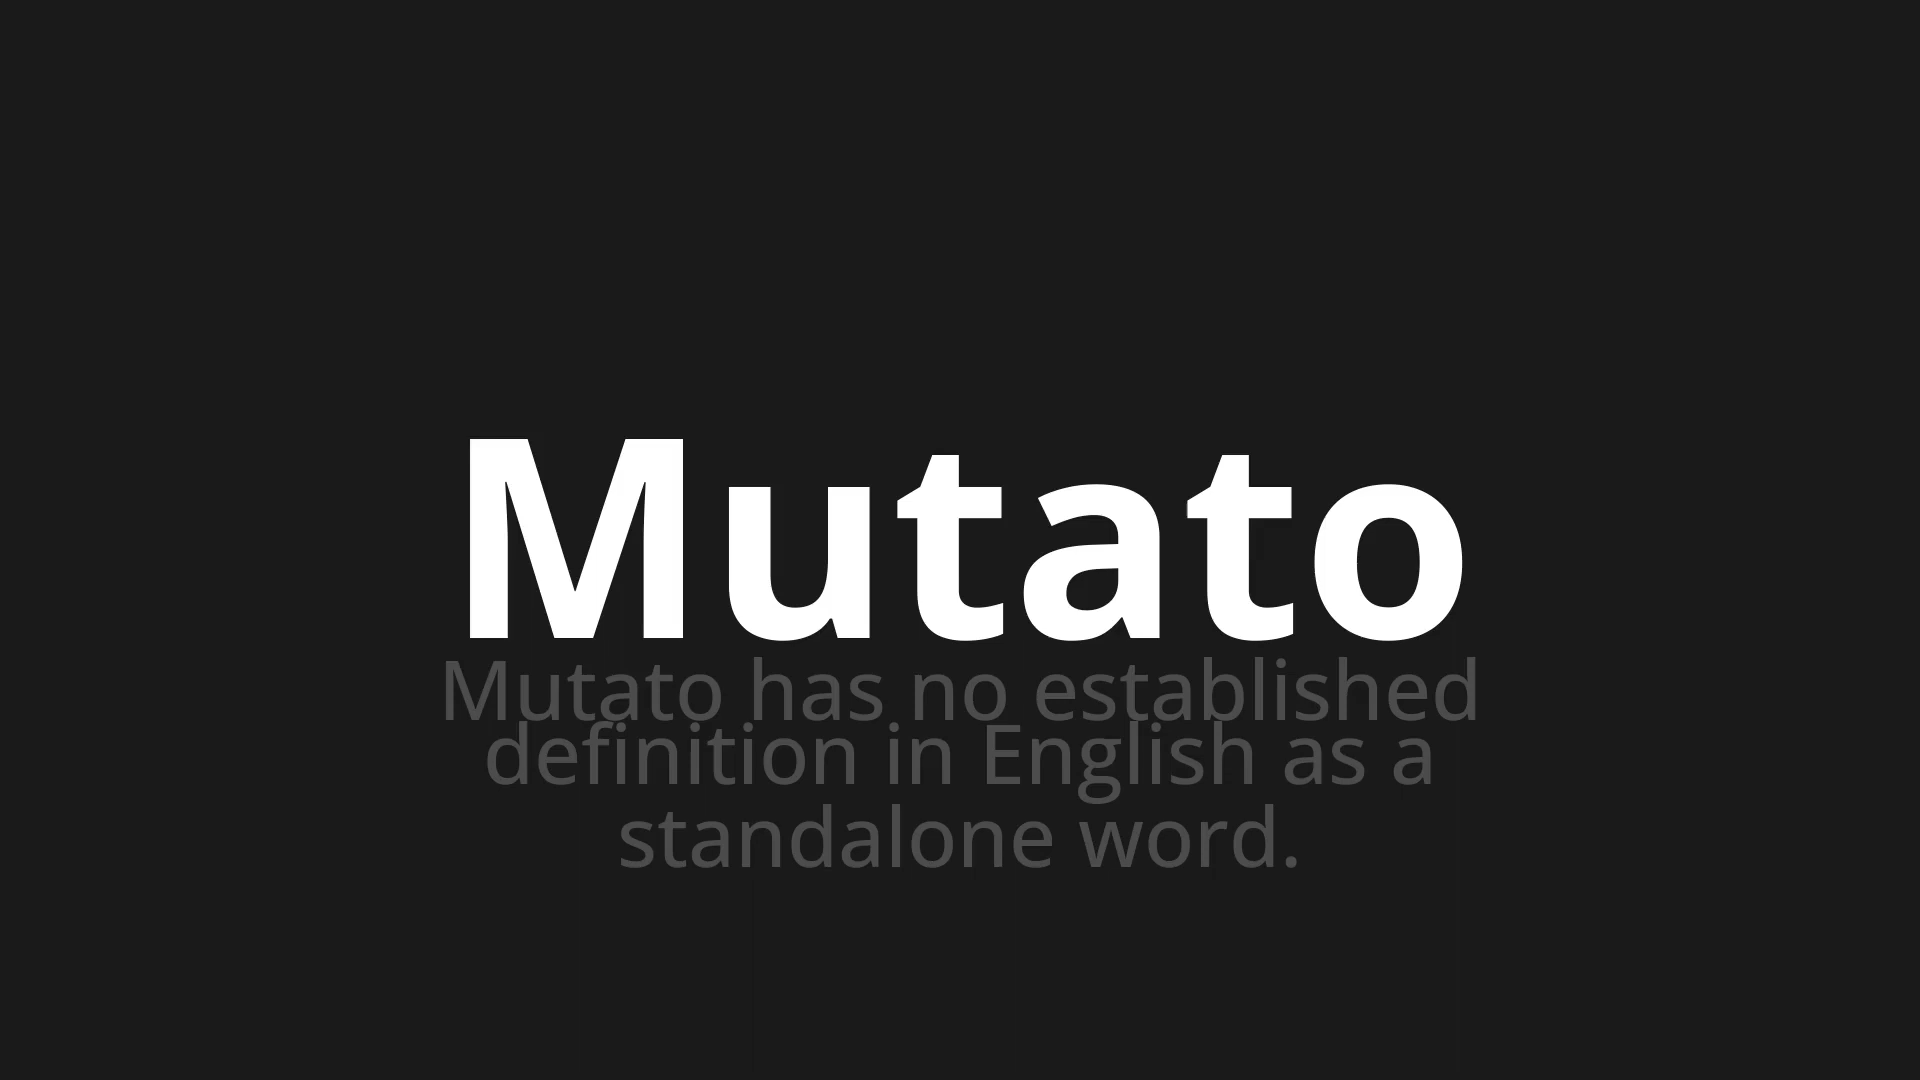 Mutato
Mutato has no established
definition in English as a
standalone word.